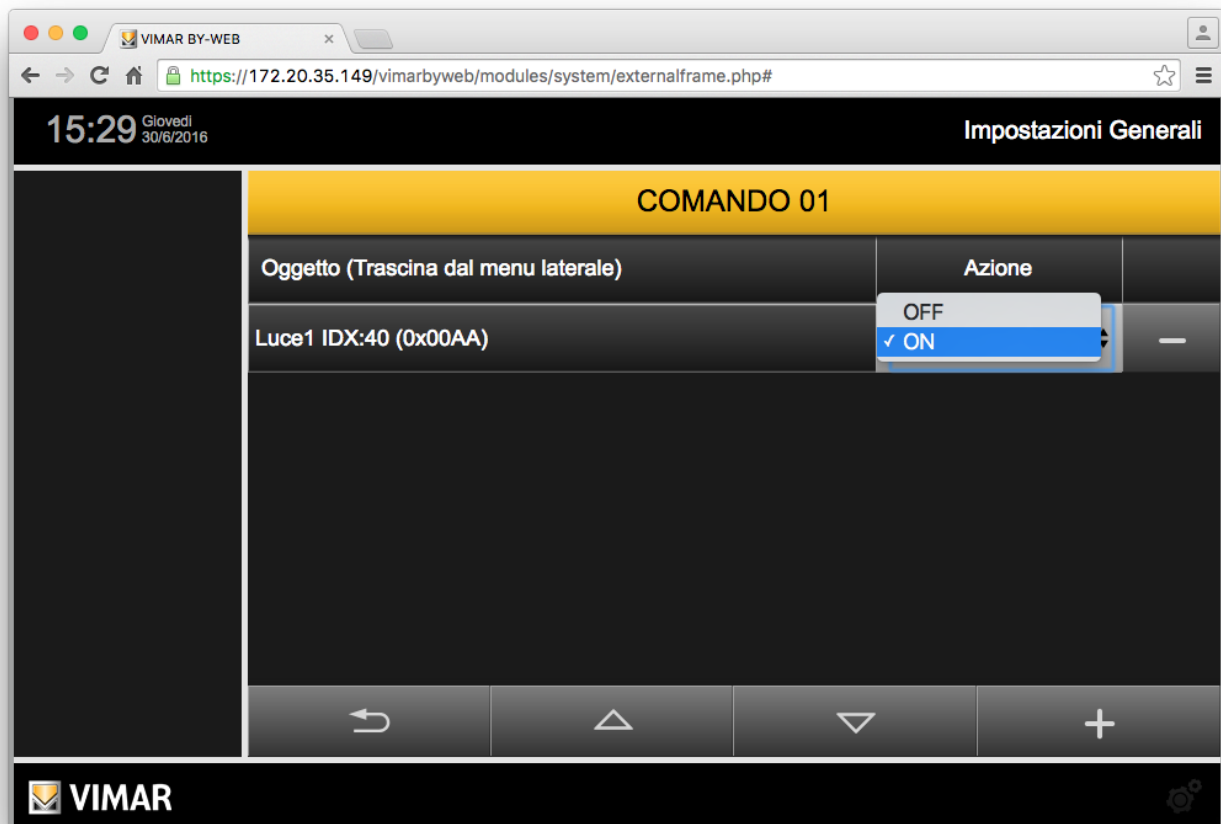 VIMAR BY-WEB
https://172.20.35.149/vimarbyweb/modules/system/externalframe.php#
15:29 Giovedi 30/6/2016
Impostazioni Generali
COMANDO 01
Oggetto (Trascina dal menu laterale)
Azione
Luce1 IDX:40 (0x00AA)
OFF
✓ ON
VIMAR